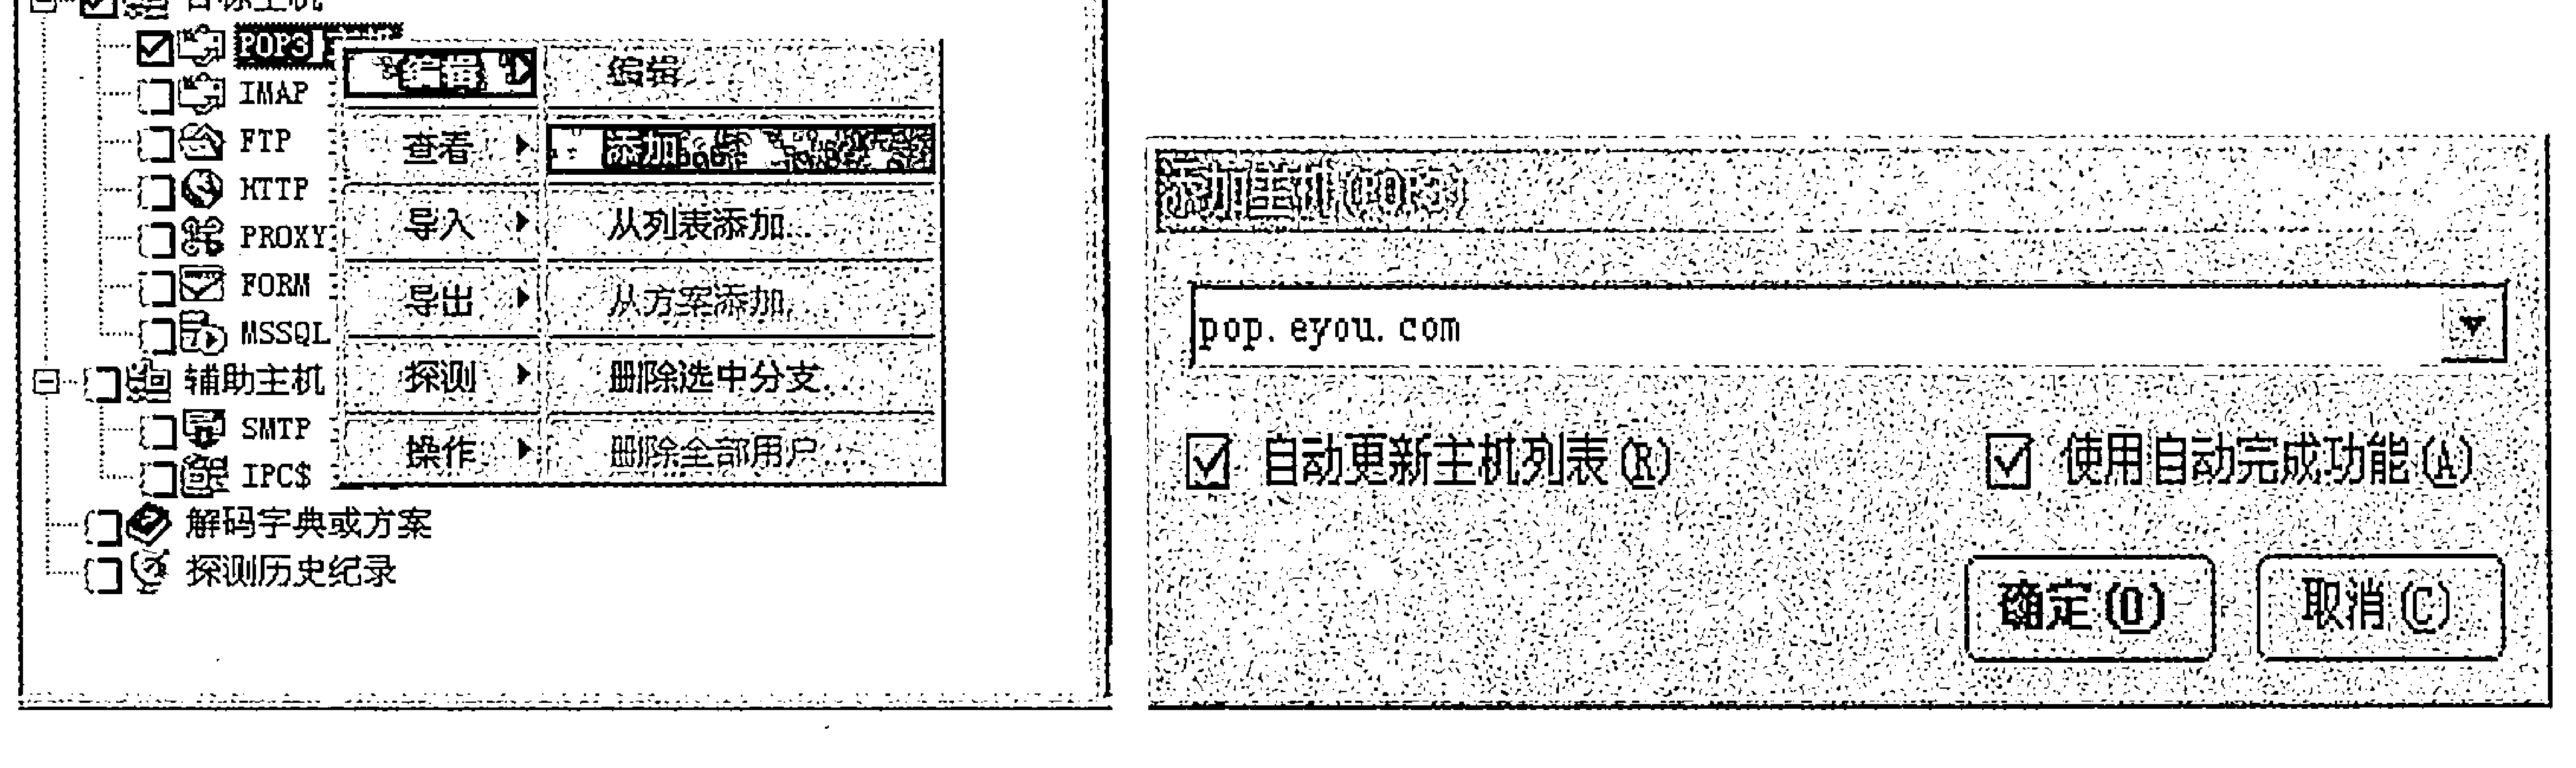 目标主机
POP3
IMAP
FTP
HTTP
PROXY
FORM
MSSQL
辅助主机
SMTP
IPC$
解码字典或方案
探测历史纪录
编辑
查看
导入
导出
探测
操作
编辑
添加
从列表添加...
从方案添加...
删除选中分支...
删除全部用户...
添加主机(POP3)
pop.eyou.com
自动更新主机列表(R)
使用自动完成功能(A)
确定(O)
取消(C)